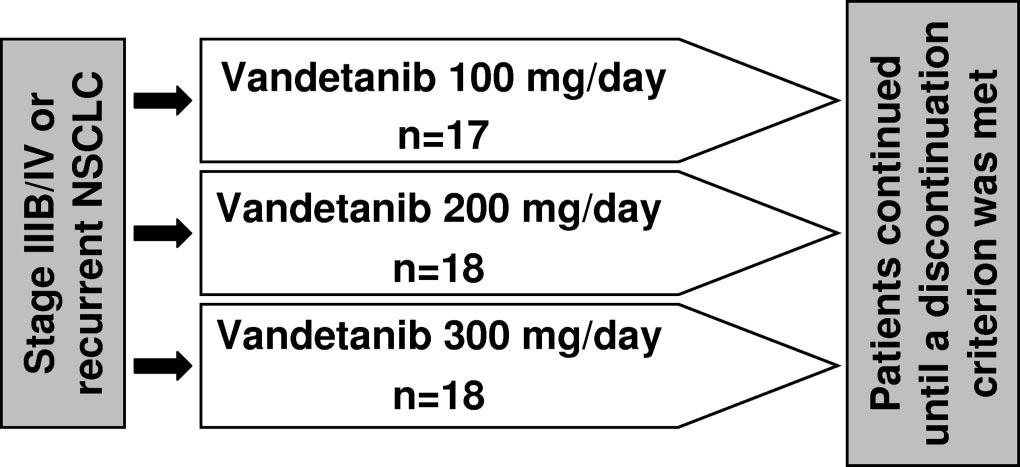 Stage IIIB/IV or
recurrent NSCLC
Vandetanib 100 mg/day
n=17
Vandetanib 200 mg/day
n=18
Vandetanib 300 mg/day
n=18
Patients continued
until a discontinuation
criterion was met